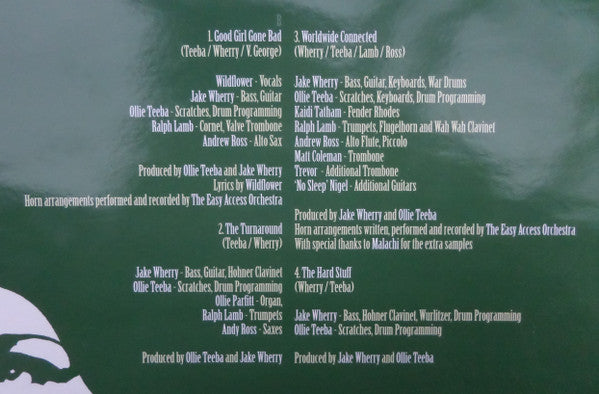 B
1. Good Girl Gone Bad
(Teeba / Wherry / V. George)
Wildflower - Vocals
Jake Wherry - Bass, Guitar
Ollie Teeba - Scratches, Drum Programming
Ralph Lamb - Cornet, Valve Trombone
Andrew Ross - Alto Sax
Produced by Ollie Teeba and Jake Wherry
Lyrics by Wildflower
Horn arrangements performed and recorded by The Easy Access Orchestra
2. The Turnaround
(Teeba / Wherry)
Jake Wherry - Bass, Guitar, Hohner Clavinet
Ollie Teeba - Scratches, Drum Programming
Ollie Parfitt - Organ,
Ralph Lamb - Trumpets
Andy Ross - Saxes
Produced by Ollie Teeba and Jake Wherry
3. Worldwide Connected
(Wherry / Teeba / Lamb / Ross)
Jake Wherry - Bass, Guitar, Keyboards, War Drums
Ollie Teeba - Scratches, Keyboards, Drum Programming
Kaidi Tatham - Fender Rhodes
Ralph Lamb - Trumpets, Flugelhorn and Wah Wah Clavinet
Andrew Ross - Alto Flute, Piccolo
Matt Coleman - Trombone
Trevor - Additional Trombone
'No Sleep' Nigel - Additional Guitars
Produced by Jake Wherry and Ollie Teeba
Horn arrangements written, performed and recorded by The Easy Access Orchestra
With special thanks to Malachi for the extra samples
4. The Hard Stuff
(Wherry / Teeba)
Jake Wherry - Bass, Hohner Clavinet, Wurlitzer, Drum Programming
Ollie Teeba - Scratches, Drum Programming
Produced by Jake Wherry and Ollie Teeba